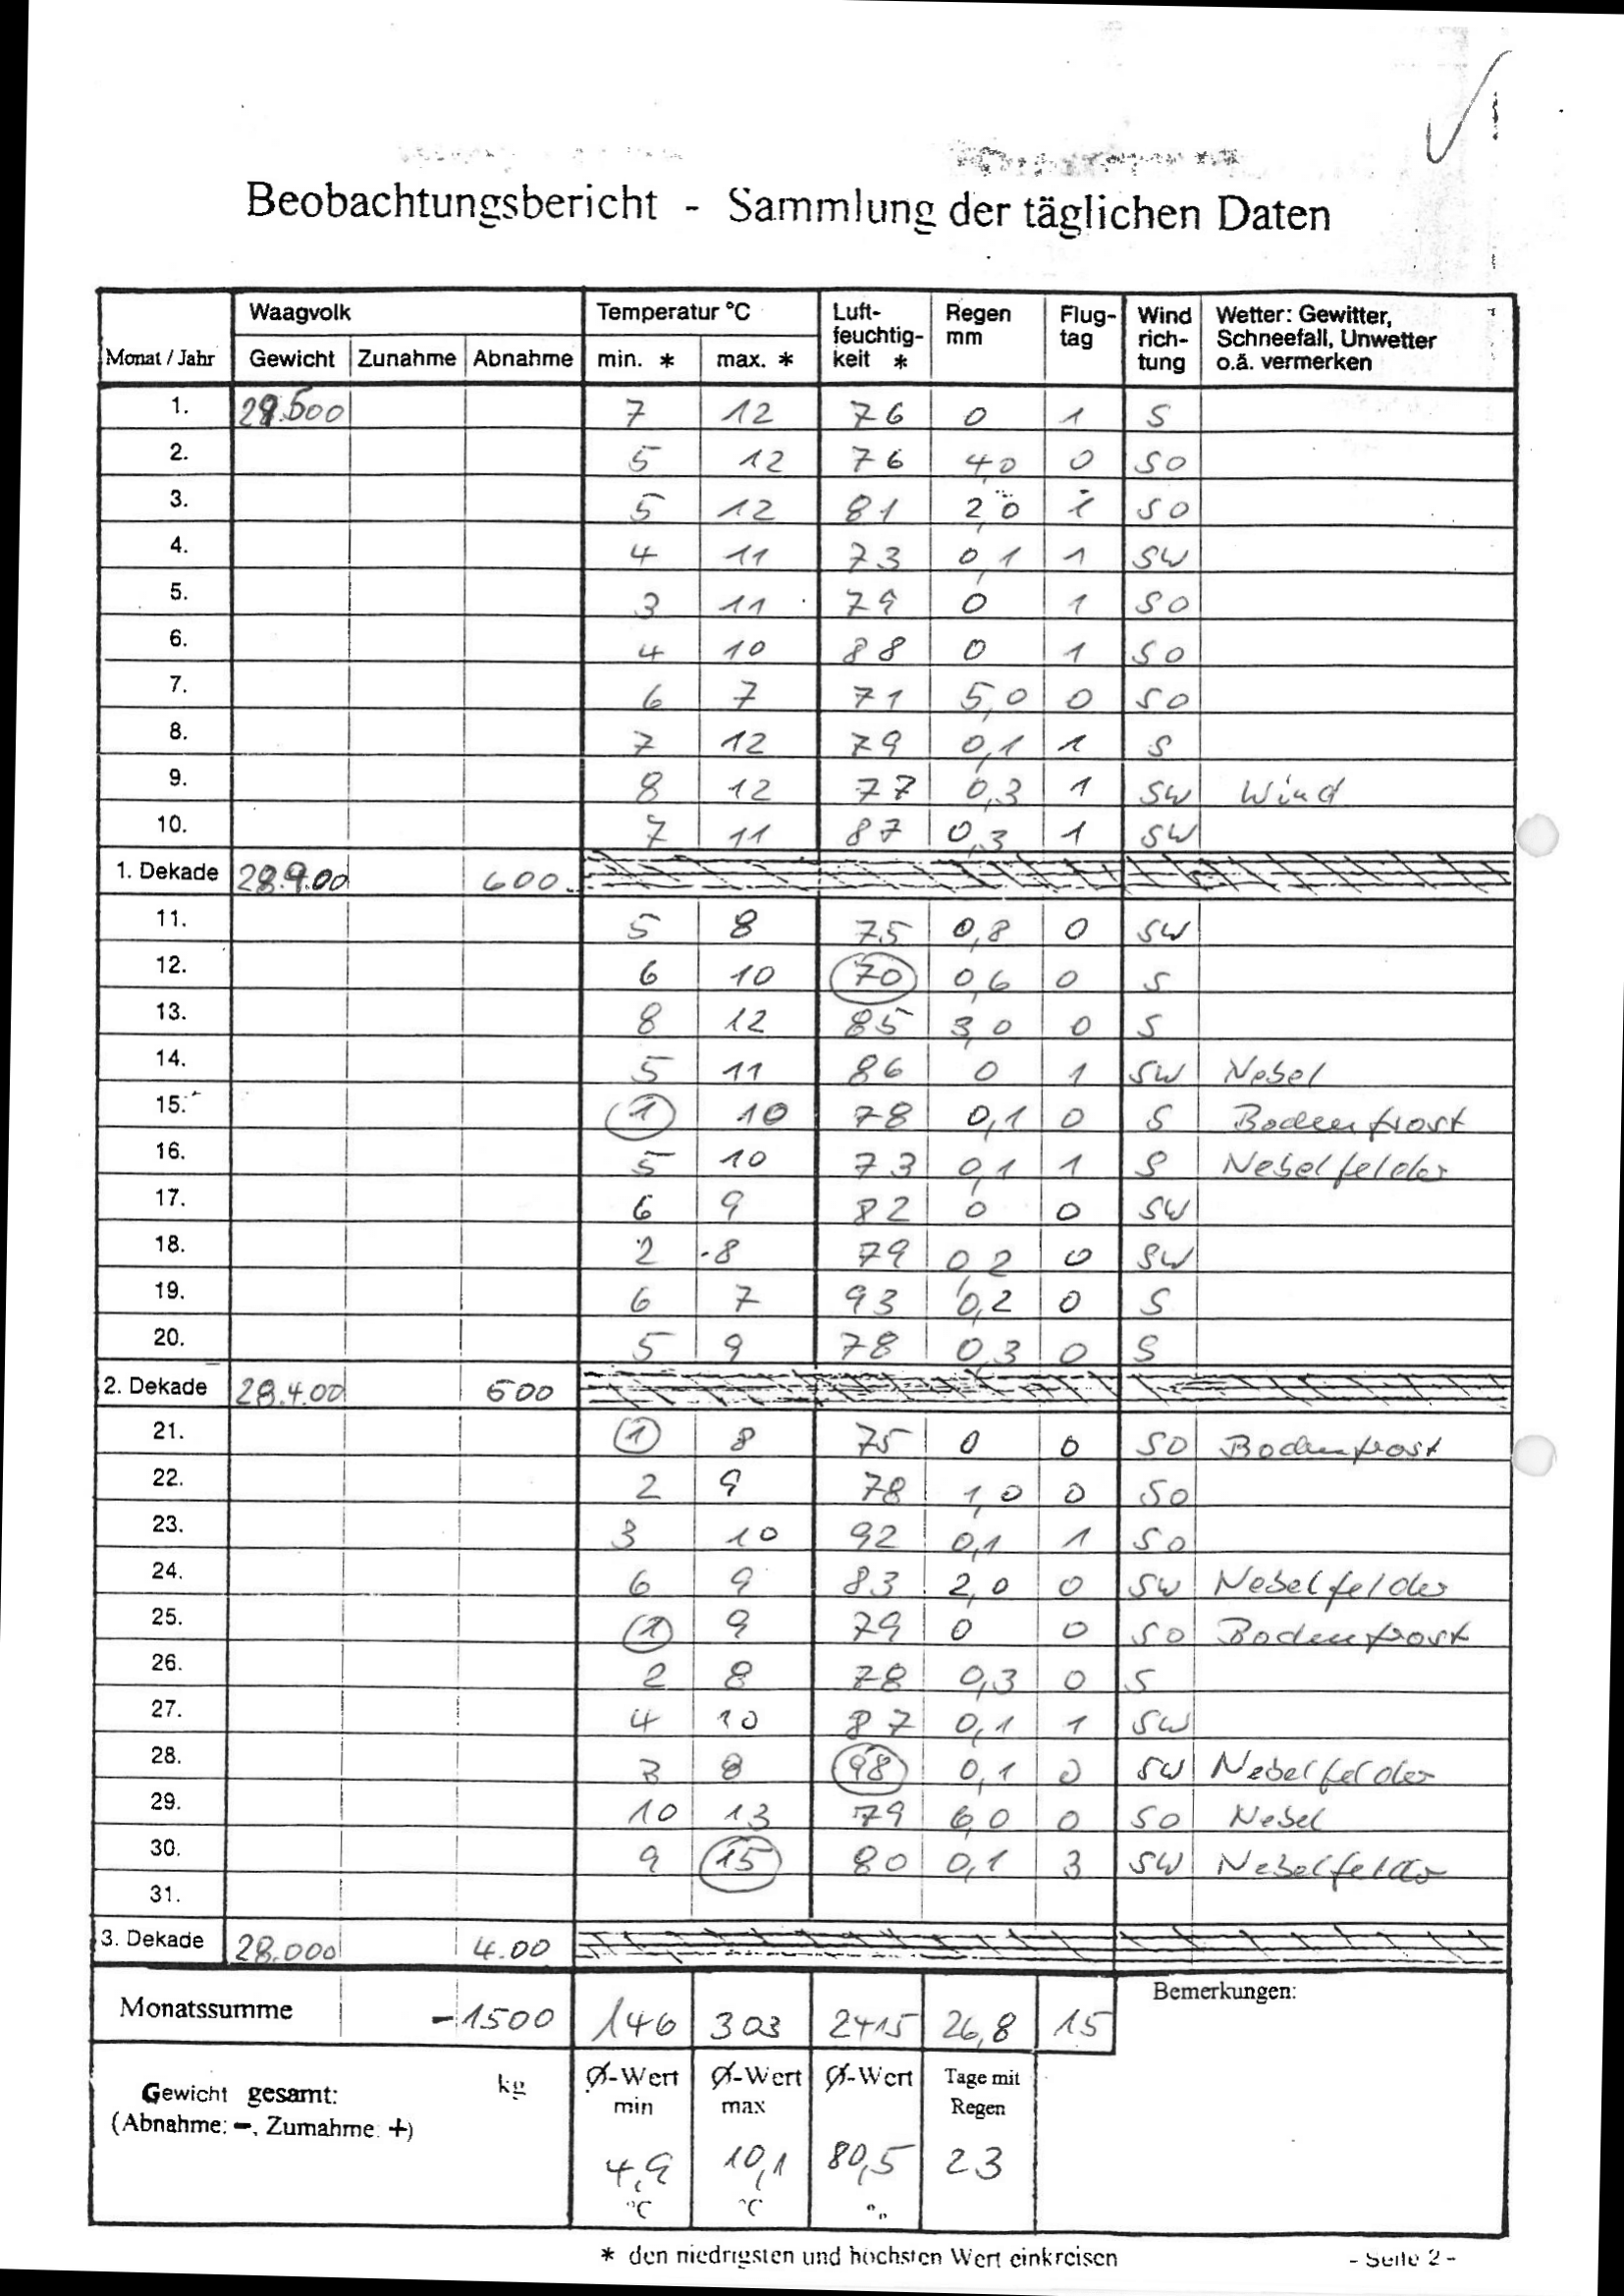 Beobachtungsbericht - Sammlung der täglichen Daten
Monat / Jahr Waagvolk Temperatur °C Luft-feuchtig-keit * Regen mm Flug-tag Wind rich-tung Wetter: Gewitter, Schneefall, Unwetter o.ä. vermerken
Gewicht Zunahme Abnahme min. * max. *
1. 29.500 7 12 76 0 1 S
2. 5 12 76 4,0 0 SO
3. 5 12 81 2,0 1 SO
4. 4 11 73 0,1 1 SW
5. 3 11 79 0 1 SO
6. 4 10 88 0 1 SO
7. 6 7 71 5,0 0 SO
8. 7 12 79 0,1 1 S
9. 8 12 77 0,3 1 SW Wind
10. 7 11 87 0,3 1 SW
1. Dekade 28.900 600
11. 5 8 75 0,8 0 SW
12. 6 10 70 0,6 0 S
13. 8 12 85 3,0 0 S
14. 5 11 86 0 1 SW Nebel
15. 1 10 78 0,1 0 S Bodenfrost
16. 5 10 73 0,1 1 S Nebelfelder
17. 6 9 82 0 0 SW
18. 2 8 79 0,2 0 SW
19. 6 7 93 0,2 0 S
20. 5 9 78 0,3 0 S
2. Dekade 28.400 500
21. 1 8 75 0 0 SO Bodenfrost
22. 2 9 78 1,0 0 SO
23. 3 10 92 0,1 1 SO
24. 6 9 83 2,0 0 SW Nebelfelder
25. 1 9 79 0 0 SO Bodenfrost
26. 2 8 78 0,3 0 S
27. 4 10 87 0,1 1 SW
28. 3 8 98 0,1 0 SW Nebelfelder
29. 10 13 79 6,0 0 SO Nebel
30. 9 15 80 0,1 3 SW Nebelfelder
31.
3. Dekade 28.000 4.00
Monatssumme -1500 146 303 2415 26,8 15 Bemerkungen:
Gewicht gesamt: kg Ø-Wert min Ø-Wert max Ø-Wert Tage mit Regen
(Abnahme: -, Zumahme: +)
4,9 10,1 80,5 23
°C °C
* den niedrigsten und höchsten Wert einkreisen - Seite 2 -